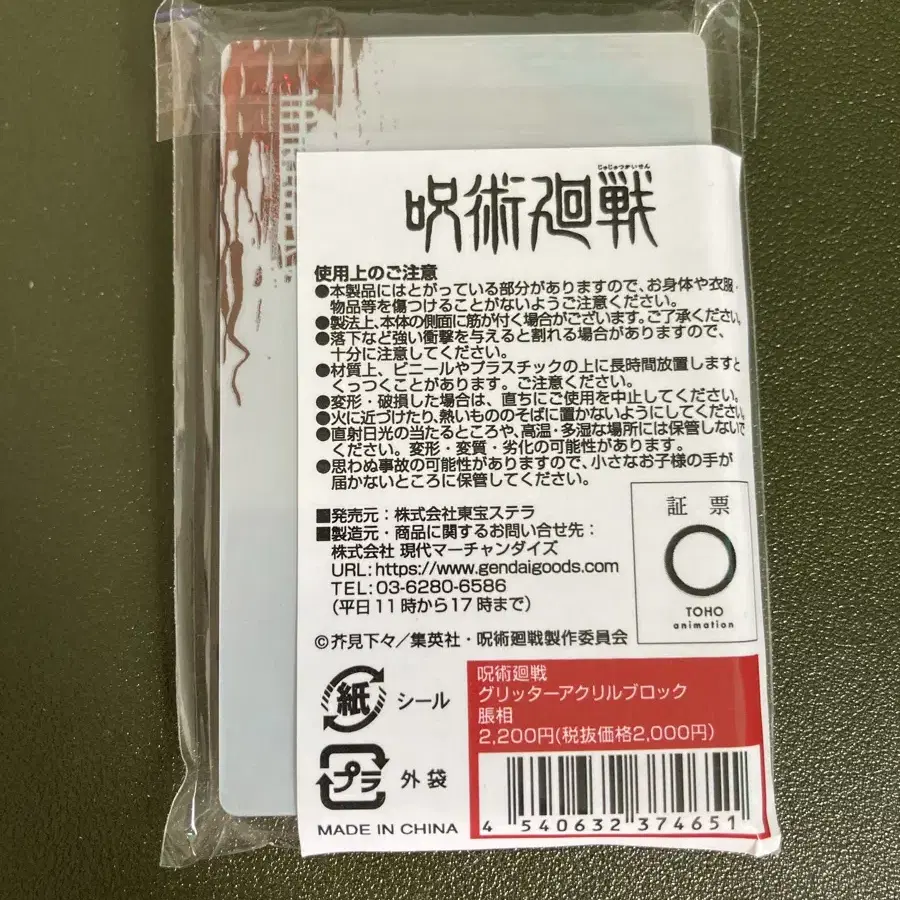 じゅじゅつかいせん
呪術廻戦
使用上のご注意
●本製品にはとがっている部分がありますので、お身体や衣服・
物品等を傷つけることがないようご注意ください。
●製法上、本体の側面に筋が付く場合がございます。ご了承ください。
●落下など強い衝撃を与えると割れる場合がありますので、
十分に注意してください。
●材質上、ビニールやプラスチックの上に長時間放置しますと
くっつくことがあります。ご注意ください。
●変形・破損した場合は、直ちにご使用を中止してください。
●火に近づけたり、熱いもののそばに置かないようにしてください。
●直射日光の当たるところや、高温・多湿な場所には保管しないで
ください。変形・変質・劣化の可能性があります。
●思わぬ事故の可能性がありますので、小さなお子様の手が
届かないところに保管してください。
■発売元：株式会社東宝ステラ
■製造元・商品に関するお問い合せ先：
株式会社 現代マーチャンダイズ
URL:https://www.gendaigoods.com
TEL:03-6280-6586
(平日11時から17時まで)
証票
TOHO
animation
©芥見下々／集英社・呪術廻戦製作委員会
紙 シール
プラ 外袋
MADE IN CHINA
呪術廻戦
グリッターアクリルブロック
脹相
2,200円(税抜価格2,000円)
4 540632 374651